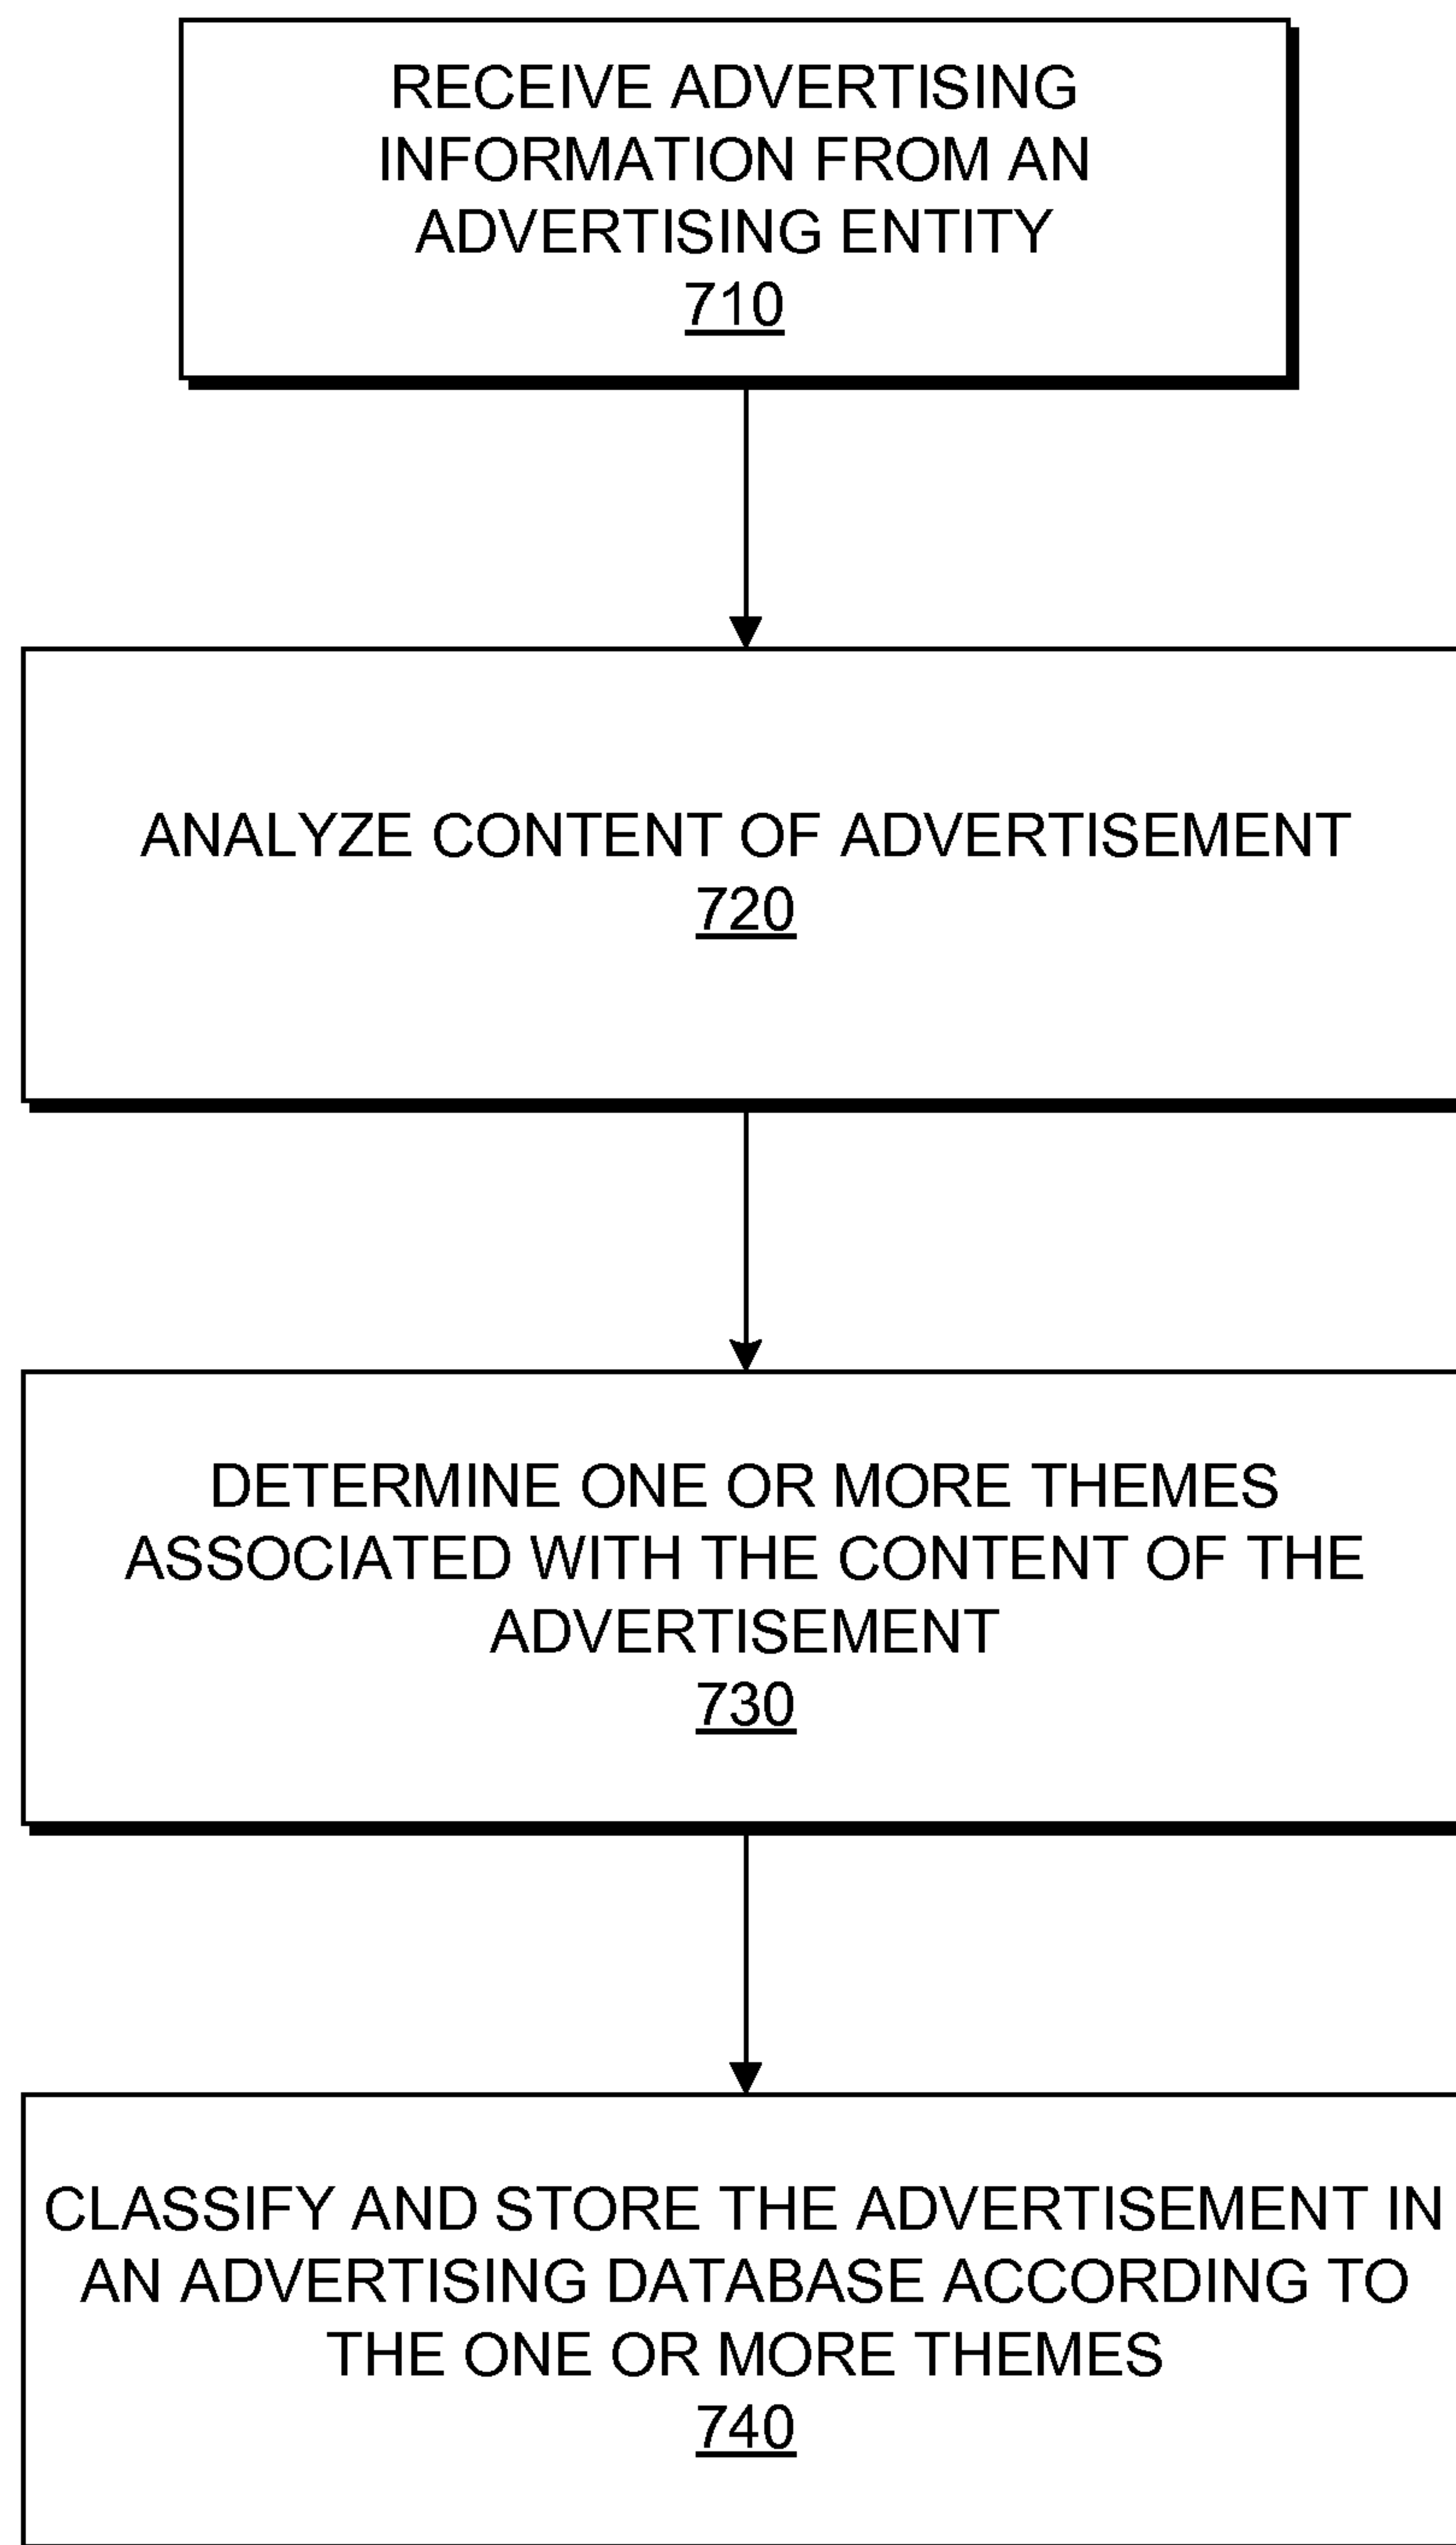 RECEIVE ADVERTISING
INFORMATION FROM AN
ADVERTISING ENTITY
710
ANALYZE CONTENT OF ADVERTISEMENT
720
DETERMINE ONE OR MORE THEMES
ASSOCIATED WITH THE CONTENT OF THE
ADVERTISEMENT
730
CLASSIFY AND STORE THE ADVERTISEMENT IN
AN ADVERTISING DATABASE ACCORDING TO
THE ONE OR MORE THEMES
740